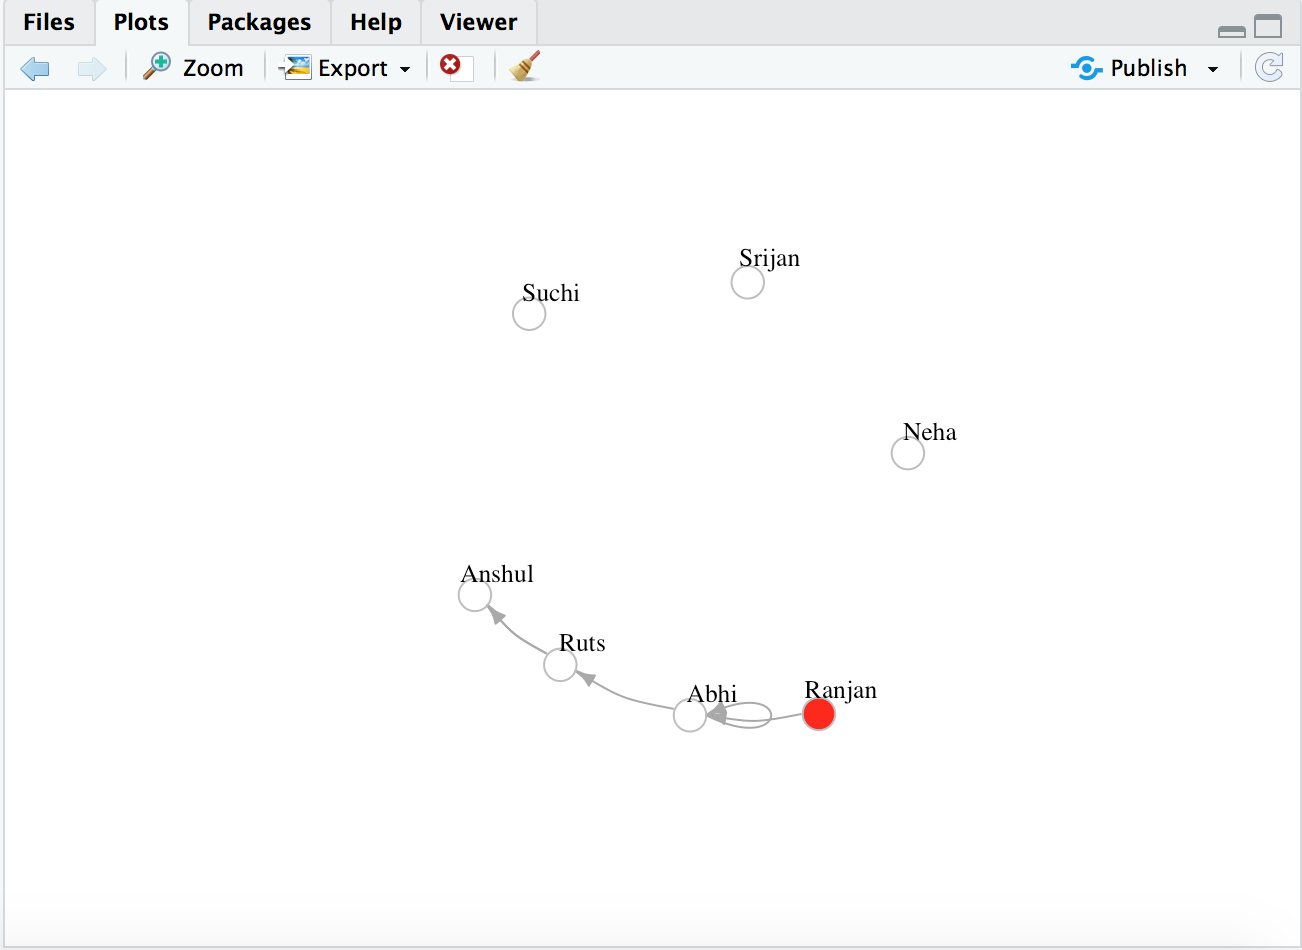 Files Plots Packages Help Viewer
Zoom Export Publish
Srijan
Suchi
Neha
Anshul
Ruts
Abhi Ranjan